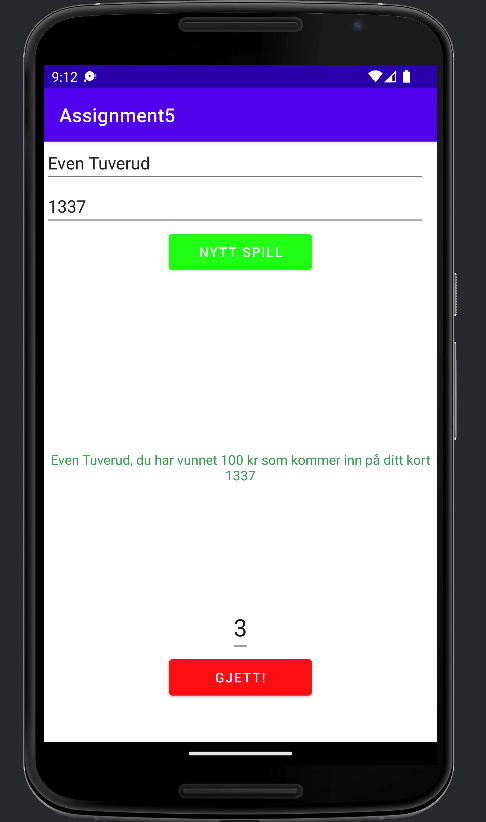 9:12
Assignment5
Even Tuverud
1337
NYTT SPILL
Even Tuverud, du har vunnet 100 kr som kommer inn på ditt kort
1337
3
GJETT!